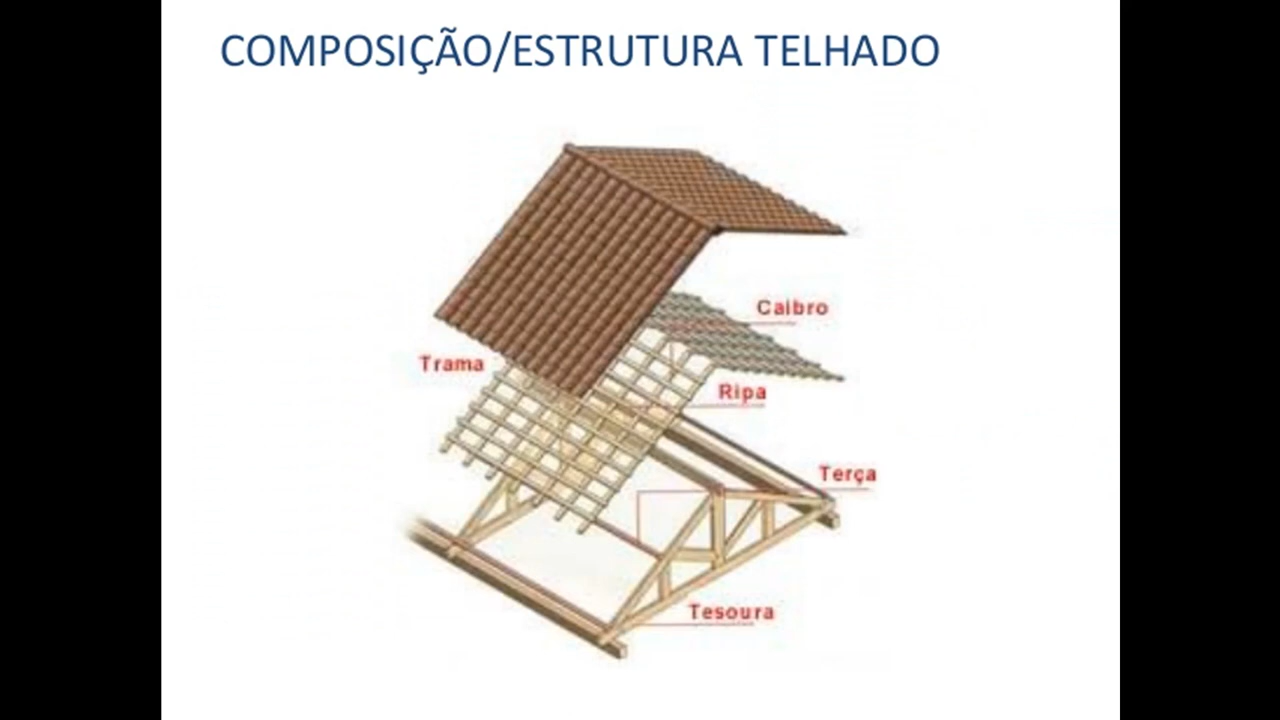 COMPOSIÇÃO/ESTRUTURA TELHADO
Caibro
Trama
Ripa
Terça
Tesoura